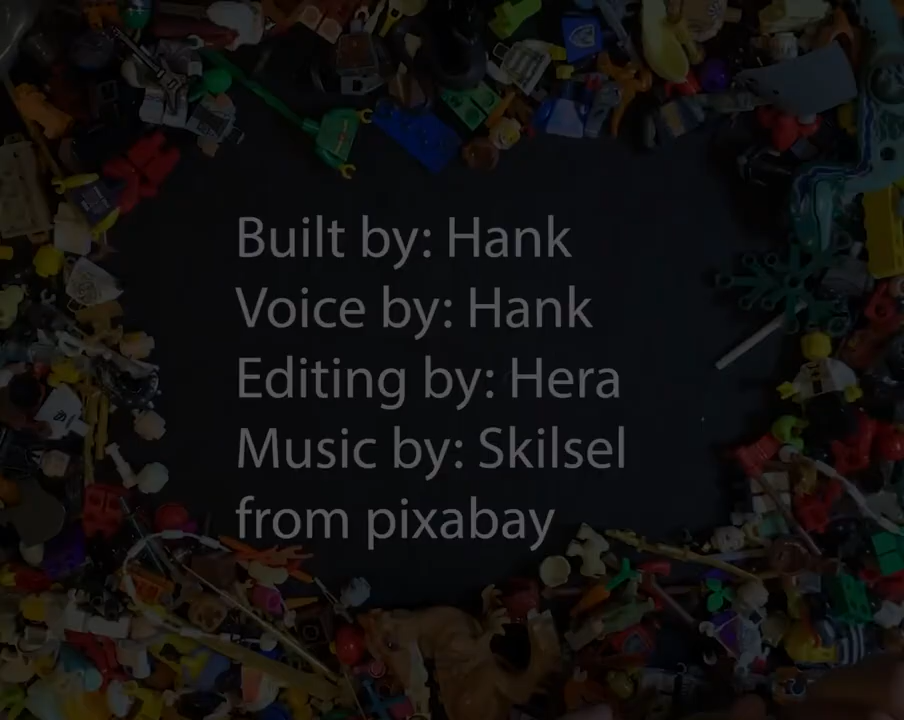 Built by: Hank
Voice by: Hank
Editing by: Hera
Music by: Skilsel
from pixabay